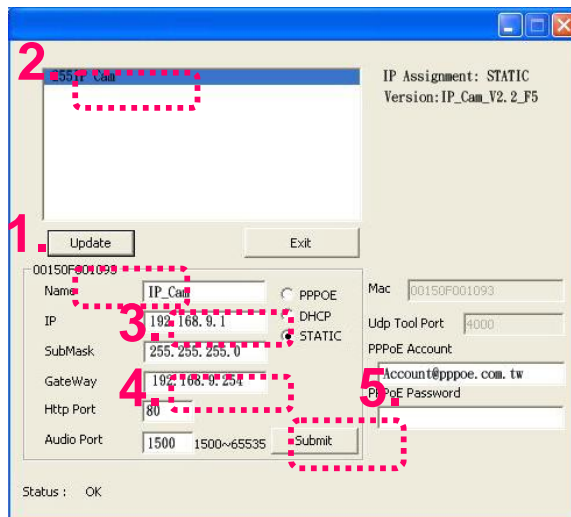 2.
155IP Cam
IP Assignment: STATIC
Version:IP_Cam_V2.2_F5
1.
Update
Exit
00150F001093
Name
IP_Cam
PPPOE
Mac
00150F001093
IP
192.168.9.1
3.
DHCP
STATIC
Udp Tool Port
4000
SubMask
255.255.255.0
PPPoE Account
Account@pppoe.com.tw
GateWay
192.168.9.254
4.
5.
PPPoE Password
Http Port
80
Audio Port
1500
1500~65535
Submit
Status : OK